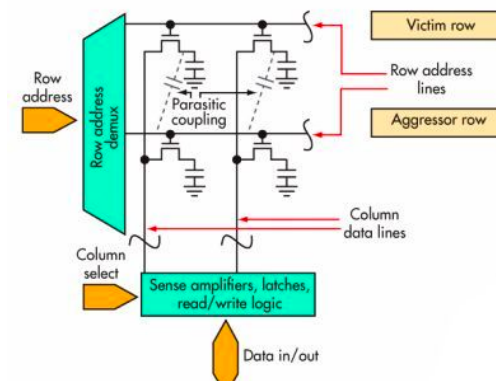 Victim row
Row
address
Row address
demux
Parasitic
coupling
Row address
lines
Aggressor row
Column
data lines
Column
select
Sense amplifiers, latches,
read/write logic
Data in/out